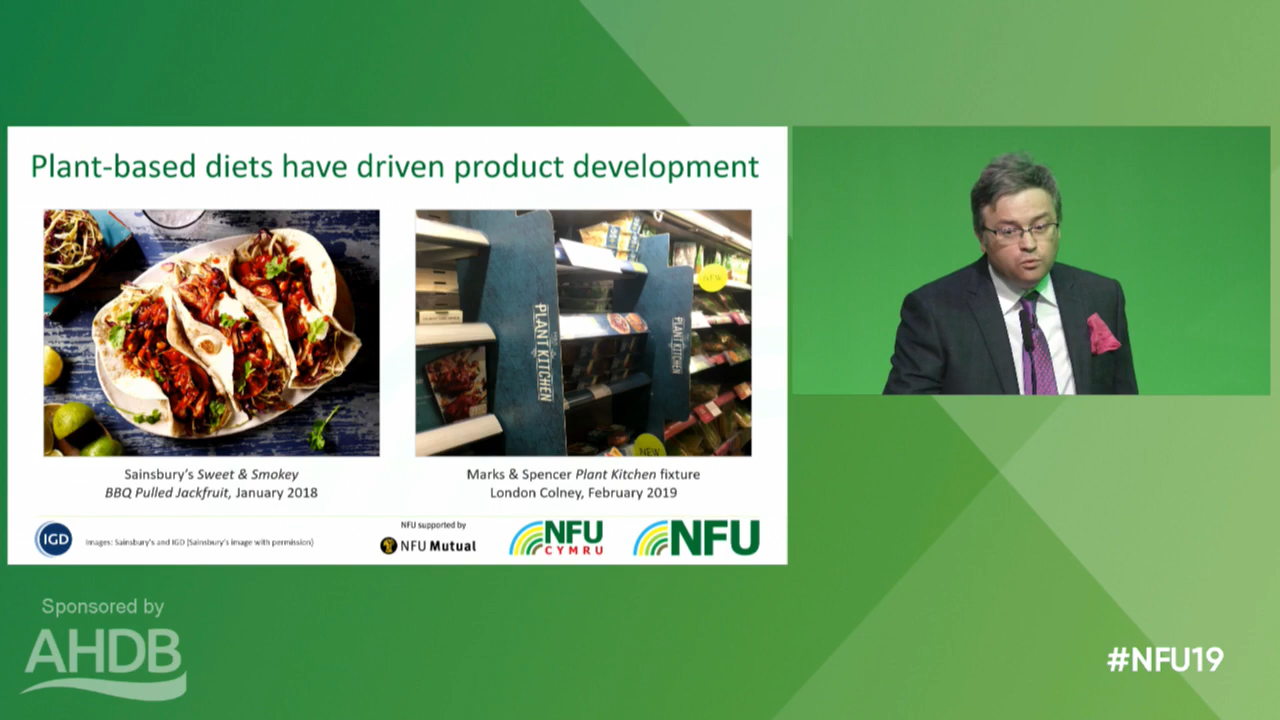 Plant-based diets have driven product development
PLANT KITCHEN
PLANT KITCHEN
NEW
Sainsbury's Sweet & Smokey
BBQ Pulled Jackfruit, January 2018
Marks & Spencer Plant Kitchen fixture
London Colney, February 2019
IGD
Images: Sainsbury's and IGD (Sainsbury's image with permission)
NFU supported by
NFU Mutual
NFU
CYMRU
NFU
Sponsored by
AHDB
#NFU19